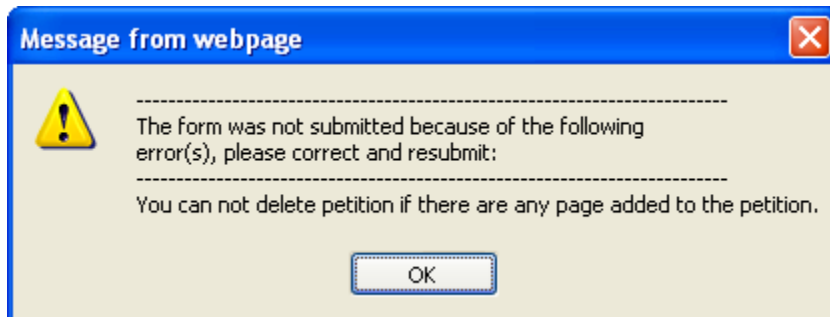 Message from webpage
-----------------------------------------------------------------------
The form was not submitted because of the following
error(s), please correct and resubmit:
-----------------------------------------------------------------------
You can not delete petition if there are any page added to the petition.
OK